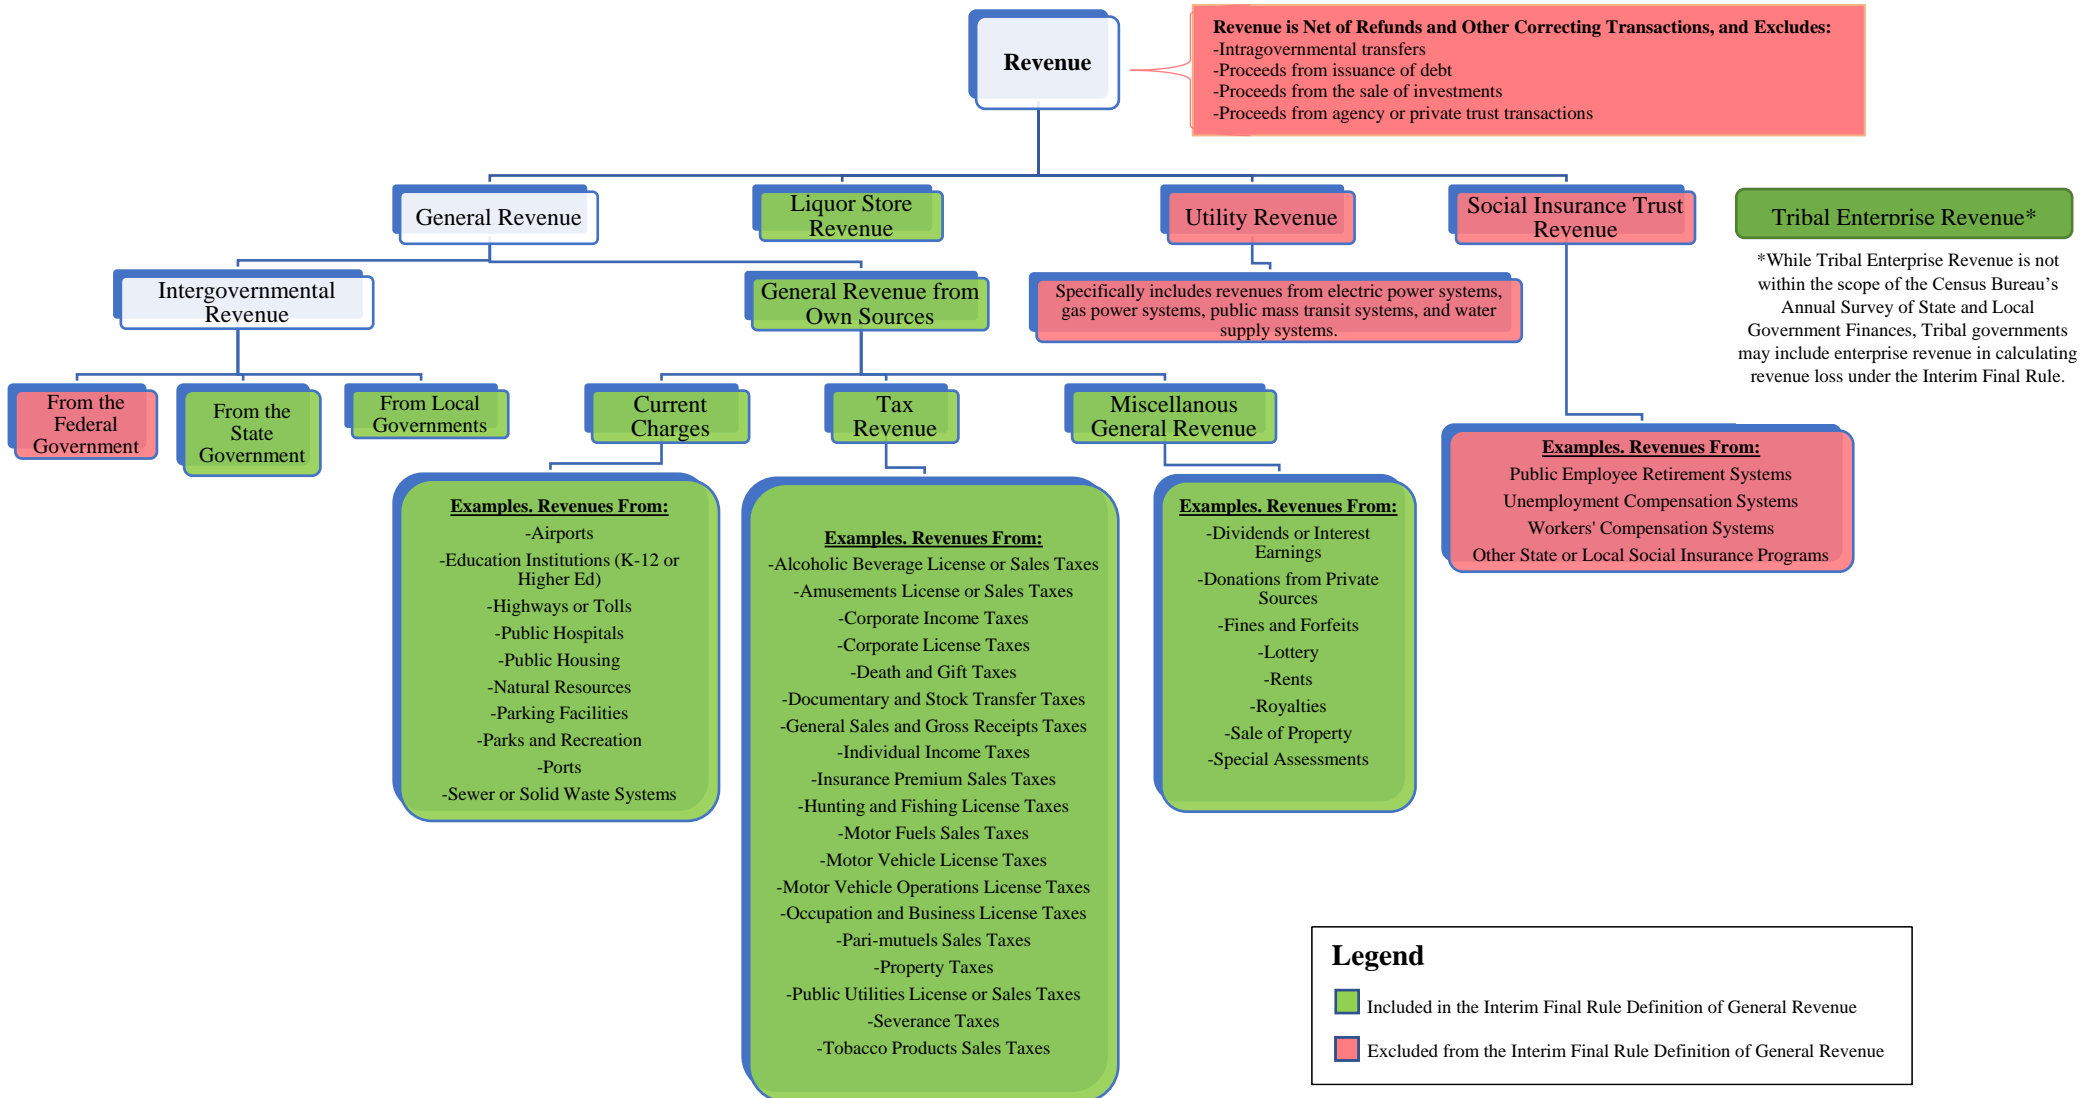 Revenue
Revenue is Net of Refunds and Other Correcting Transactions, and Excludes:
-Intragovernmental transfers
-Proceeds from issuance of debt
-Proceeds from the sale of investments
-Proceeds from agency or private trust transactions
General Revenue
Liquor Store
Revenue
Utility Revenue
Social Insurance Trust
Revenue
Tribal Enterprise Revenue*
*While Tribal Enterprise Revenue is not
within the scope of the Census Bureau’s
Annual Survey of State and Local
Government Finances, Tribal governments
may include enterprise revenue in calculating
revenue loss under the Interim Final Rule.
Intergovernmental
Revenue
General Revenue from
Own Sources
Specifically includes revenues from electric power systems,
gas power systems, public mass transit systems, and water
supply systems.
From the
Federal
Government
From the
State
Government
From Local
Governments
Current
Charges
Tax
Revenue
Miscellanous
General Revenue
Examples. Revenues From:
-Airports
-Education Institutions (K-12 or
Higher Ed)
-Highways or Tolls
-Public Hospitals
-Public Housing
-Natural Resources
-Parking Facilities
-Parks and Recreation
-Ports
-Sewer or Solid Waste Systems
Examples. Revenues From:
-Alcoholic Beverage License or Sales Taxes
-Amusements License or Sales Taxes
-Corporate Income Taxes
-Corporate License Taxes
-Death and Gift Taxes
-Documentary and Stock Transfer Taxes
-General Sales and Gross Receipts Taxes
-Individual Income Taxes
-Insurance Premium Sales Taxes
-Hunting and Fishing License Taxes
-Motor Fuels Sales Taxes
-Motor Vehicle License Taxes
-Motor Vehicle Operations License Taxes
-Occupation and Business License Taxes
-Pari-mutuels Sales Taxes
-Property Taxes
-Public Utilities License or Sales Taxes
-Severance Taxes
-Tobacco Products Sales Taxes
Examples. Revenues From:
-Dividends or Interest
Earnings
-Donations from Private
Sources
-Fines and Forfeits
-Lottery
-Rents
-Royalties
-Sale of Property
-Special Assessments
Examples. Revenues From:
Public Employee Retirement Systems
Unemployment Compensation Systems
Workers' Compensation Systems
Other State or Local Social Insurance Programs
Legend
Included in the Interim Final Rule Definition of General Revenue
Excluded from the Interim Final Rule Definition of General Revenue